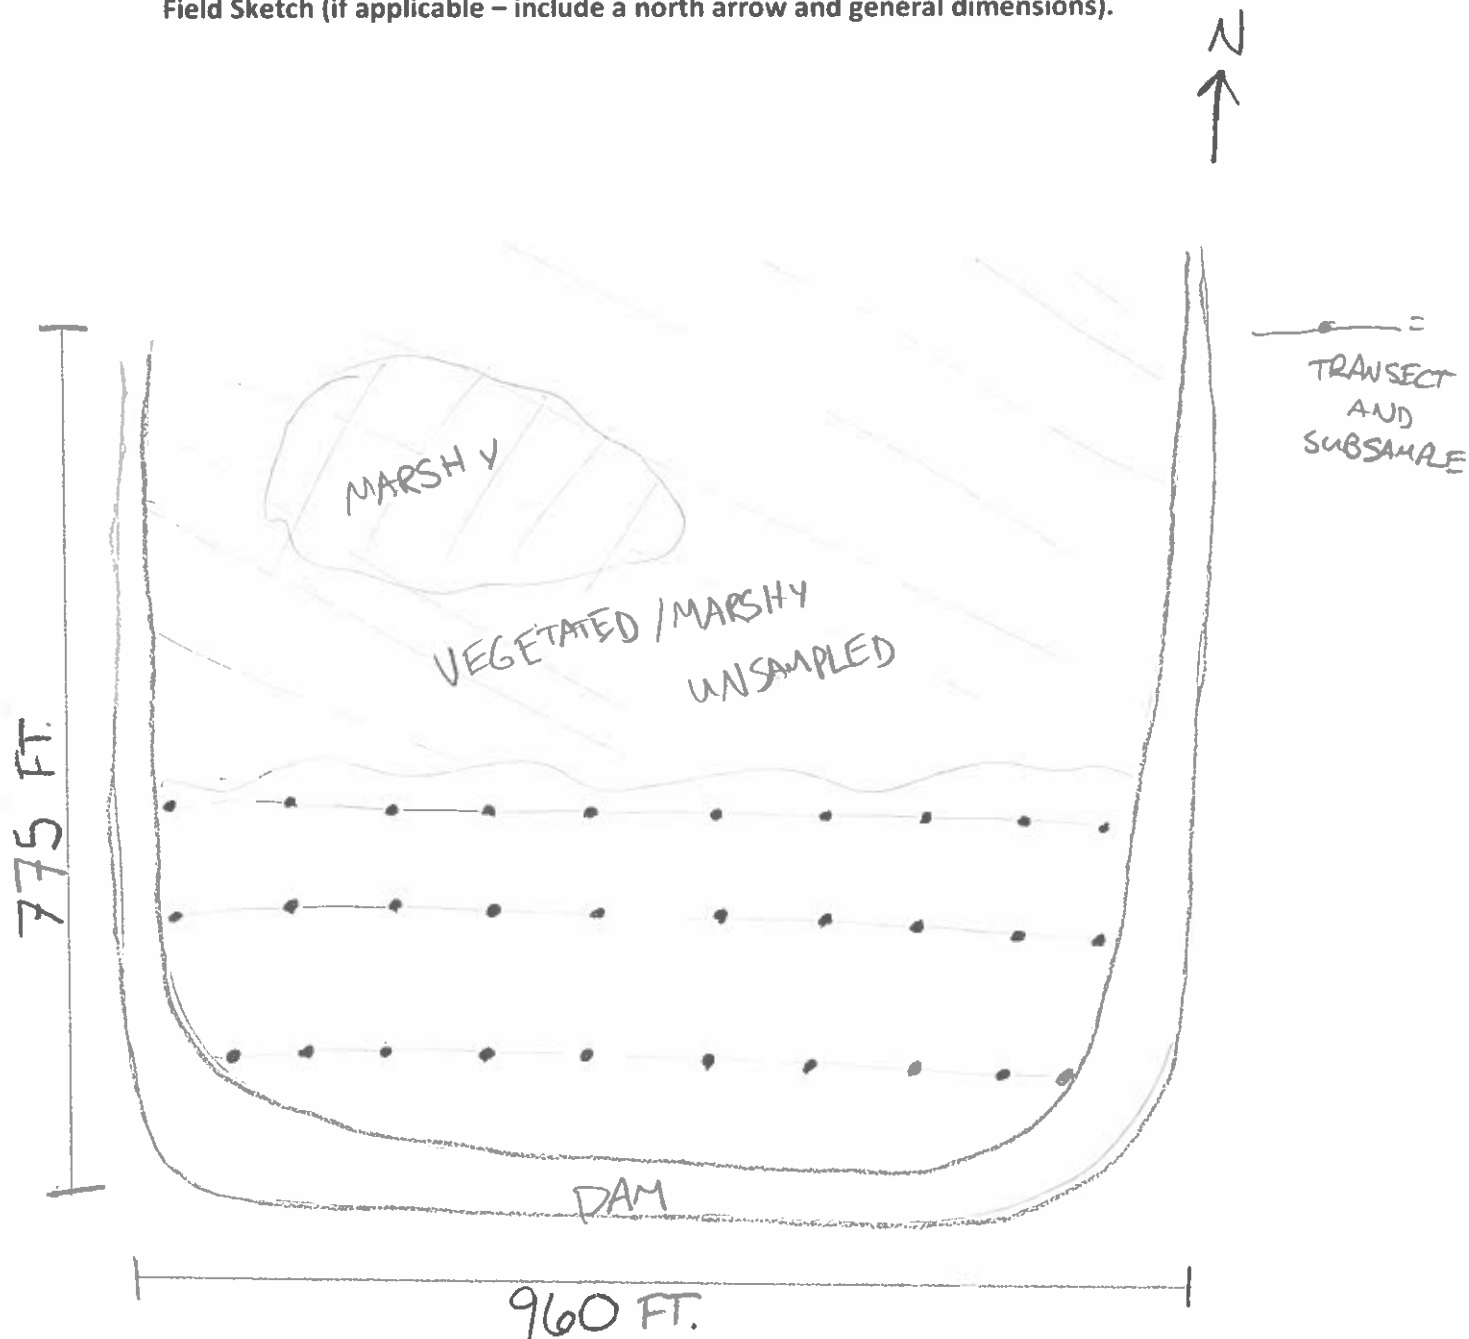 Field Sketch (if applicable – include a north arrow and general dimensions).
N
=
TRANSECT
AND
SUBSAMPLE
MARSHY
VEGETATED / MARSHY
UNSAMPLED
775 FT.
DAM
960 FT.